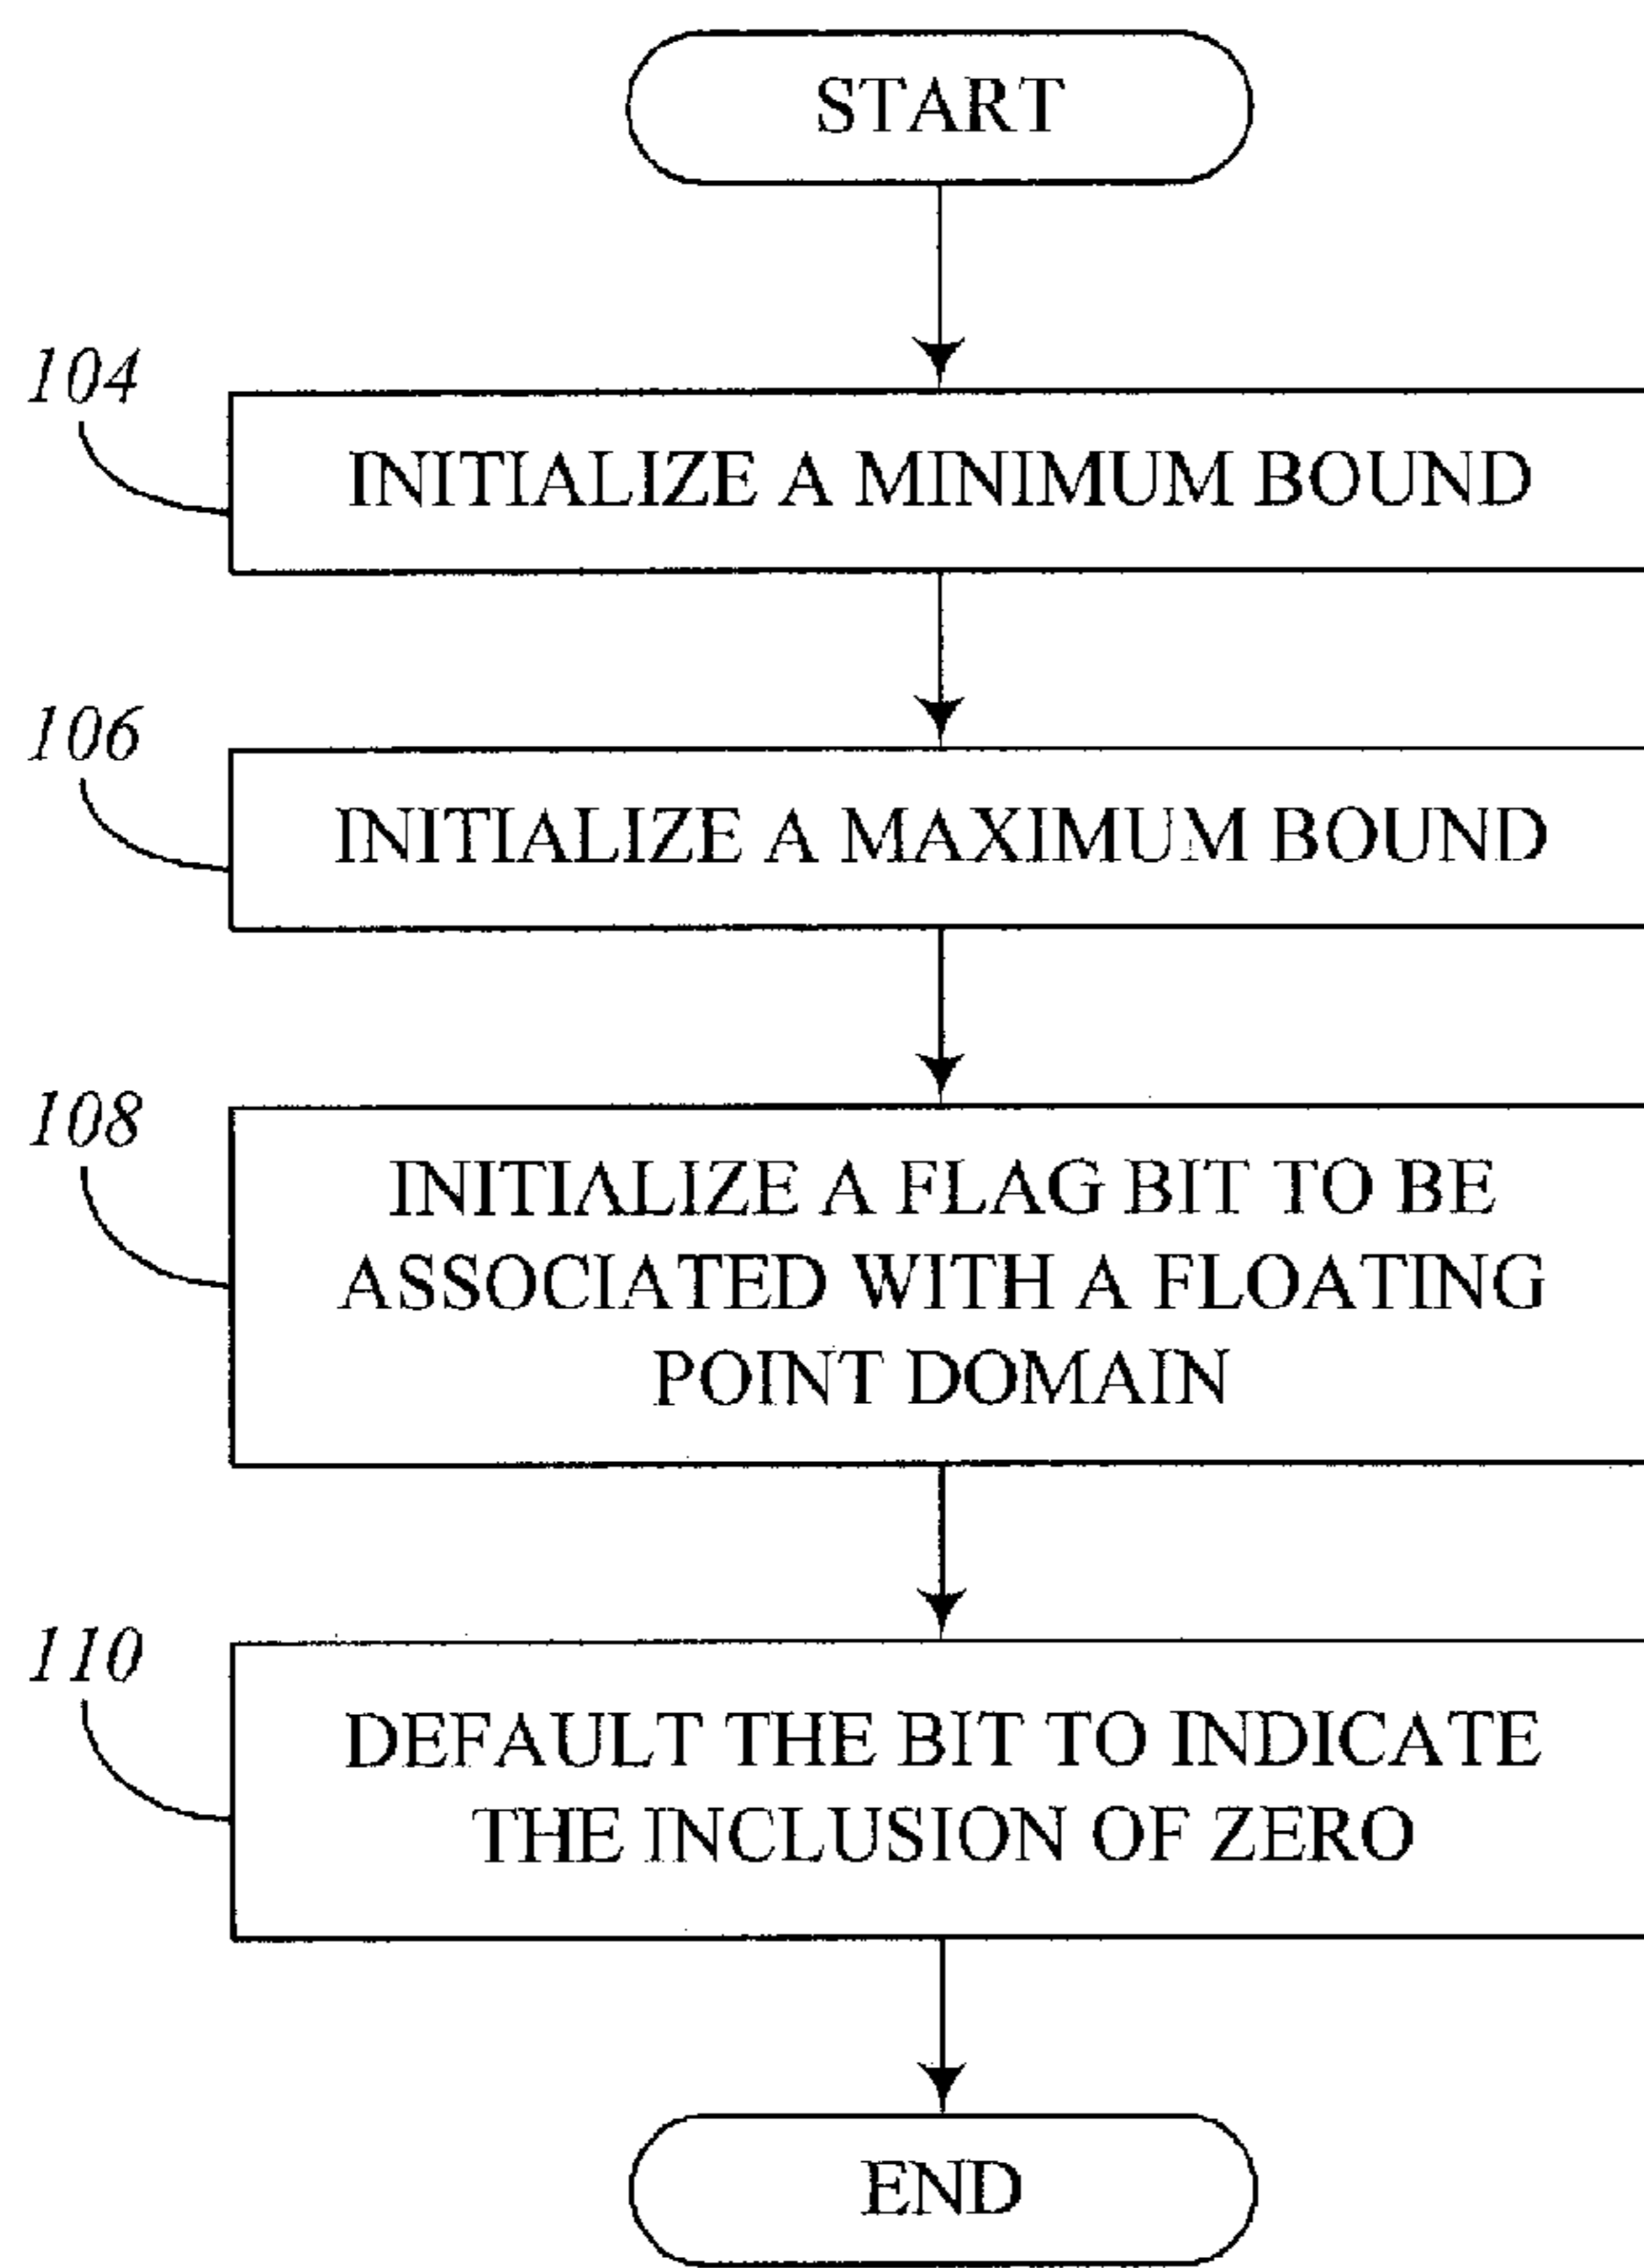 START
104
INITIALIZE A MINIMUM BOUND
106
INITIALIZE A MAXIMUM BOUND
108
INITIALIZE A FLAG BIT TO BE
ASSOCIATED WITH A FLOATING
POINT DOMAIN
110
DEFAULT THE BIT TO INDICATE
THE INCLUSION OF ZERO
END